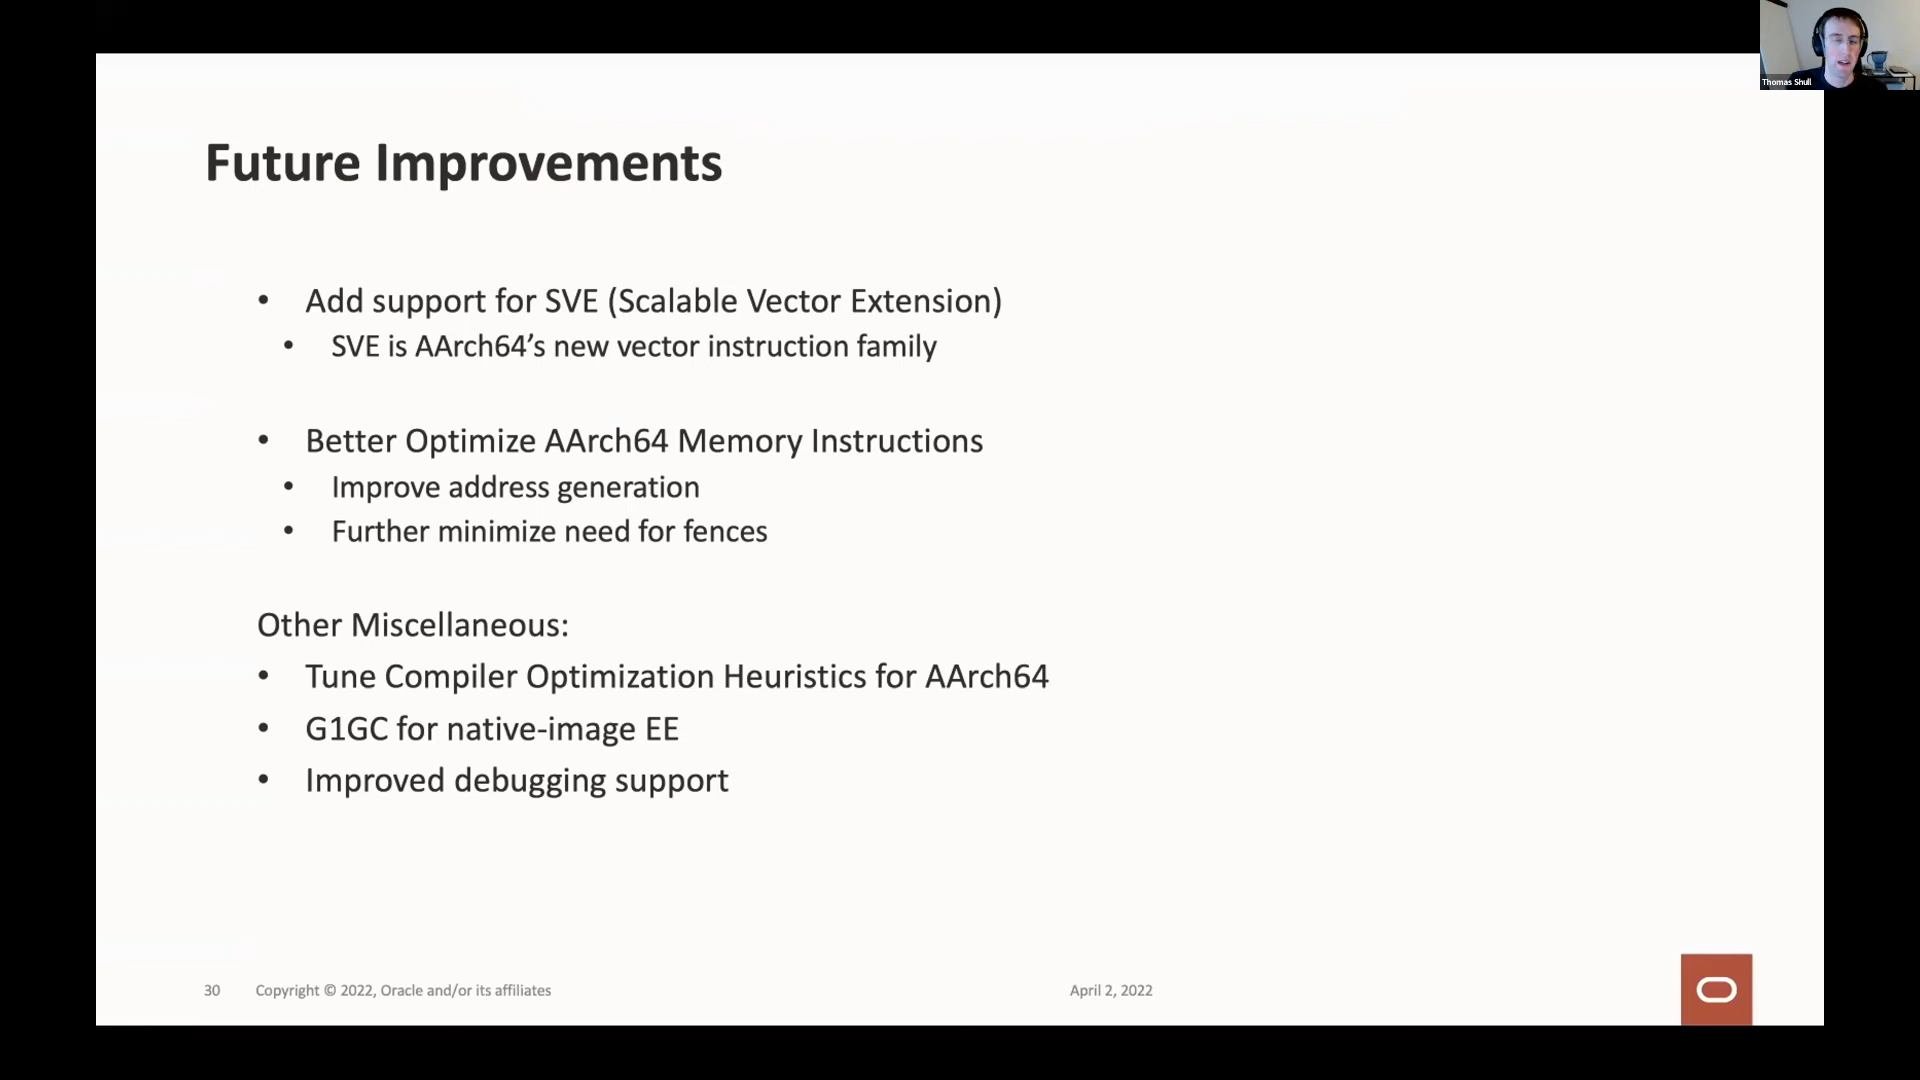 Thomas Shull
Future Improvements
• Add support for SVE (Scalable Vector Extension)
• SVE is AArch64’s new vector instruction family
• Better Optimize AArch64 Memory Instructions
• Improve address generation
• Further minimize need for fences
Other Miscellaneous:
• Tune Compiler Optimization Heuristics for AArch64
• G1GC for native-image EE
• Improved debugging support
30 Copyright © 2022, Oracle and/or its affiliates April 2, 2022